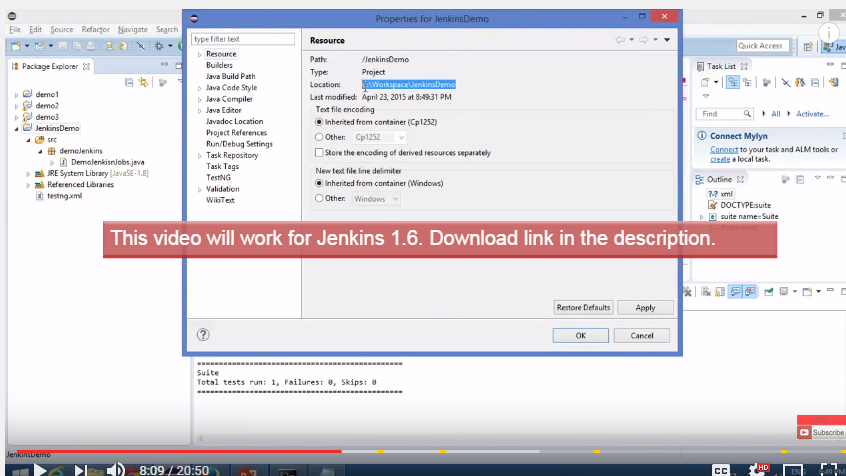 Properties for JenkinsDemo
File Edit Source Refactor Navigate Search
Quick Access
Java
Package Explorer
demo1
demo2
demo3
JenkinsDemo
src
demoJenkins
DemoJenkisnJobs.java
JRE System Library [JavaSE-1.8]
Referenced Libraries
testng.xml
type filter text
Resource
Builders
Java Build Path
Java Code Style
Java Compiler
Java Editor
Javadoc Location
Project References
Run/Debug Settings
Task Repository
Task Tags
TestNG
Validation
WikiText
Resource
Path: /JenkinsDemo
Type: Project
Location: E:\Workspace\JenkinsDemo
Last modified: April 23, 2015 at 8:49:31 PM
Text file encoding
Inherited from container (Cp1252)
Other: Cp1252
Store the encoding of derived resources separately
New text file line delimiter
Inherited from container (Windows)
Other: Windows
Restore Defaults Apply
OK Cancel
Task List
Find All Activate...
Connect Mylyn
Connect to your task and ALM tools or
create a local task.
Outline
xml
DOCTYPE:suite
suite name=Suite
This video will work for Jenkins 1.6. Download link in the description.
===============================================
Suite
Total tests run: 1, Failures: 0, Skips: 0
===============================================
Subscribe
JenkinsDemo
8:09 / 20:50
CC HD